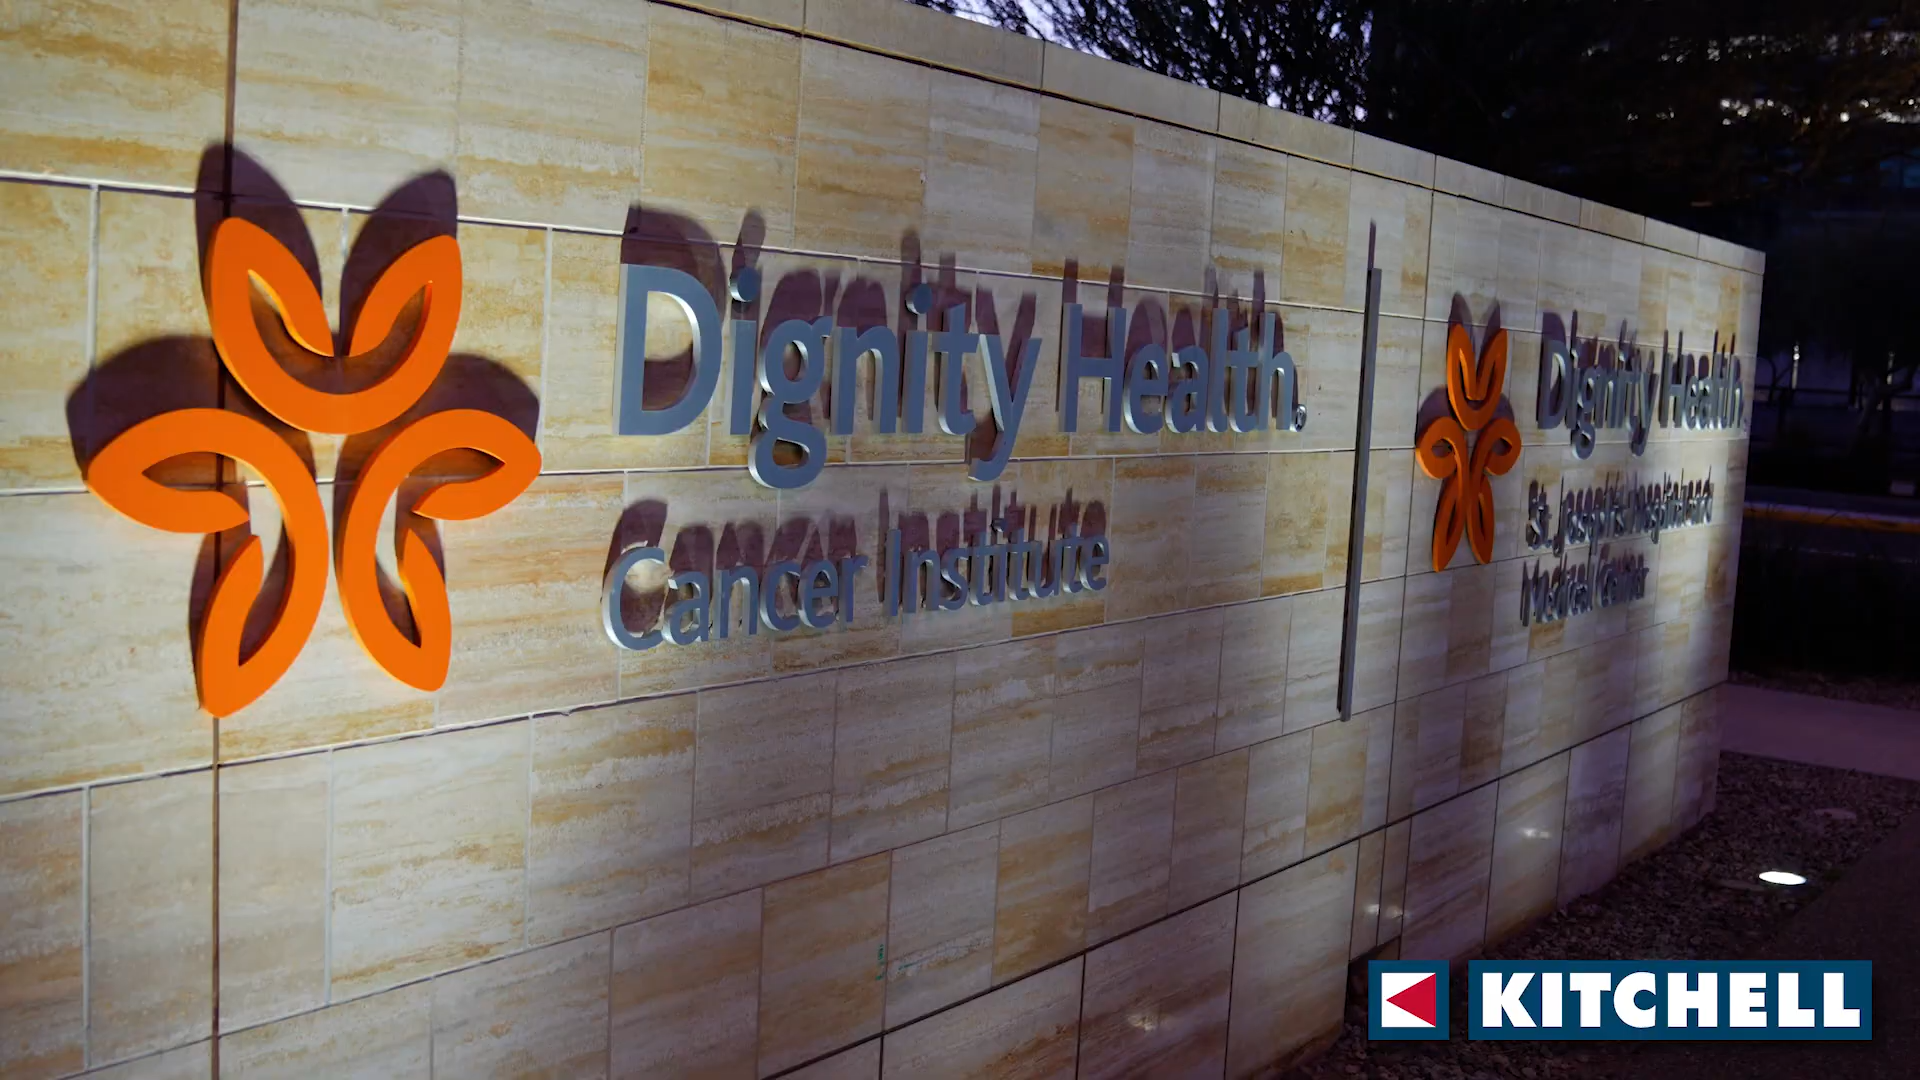 Dignity Health®
Cancer Institute
Dignity Health
St. Joseph's Hospital and
Medical Center
KITCHELL